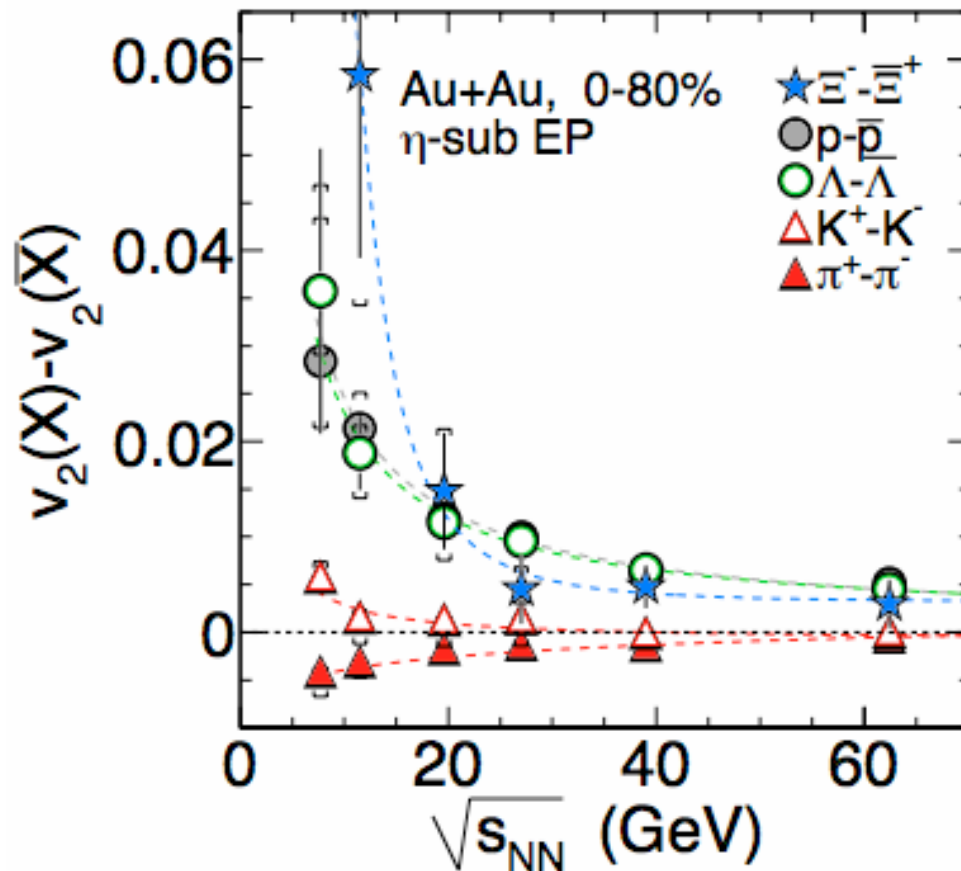 0.06
0.04
0.02
0
v₂(X)-v₂(X̅)
Au+Au, 0-80%
η-sub EP
Ξ⁻-Ξ̅⁺
p-p̅
Λ-Λ̅
K⁺-K⁻
π⁺-π⁻
0 20 40 60
√s_NN (GeV)